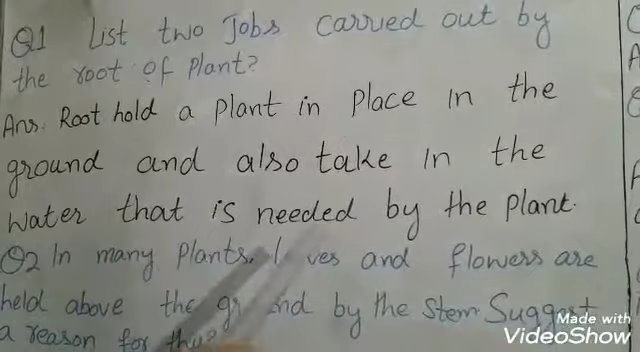 Q1 List two Jobs carried out by
the root of Plant?
Ans. Root hold a Plant in Place in the
ground and also take in the
water that is needed by the Plant.
Q2 In many Plants, and flowers are
held above the by the Stem Suggest
a reason for this?
Made with
VideoShow